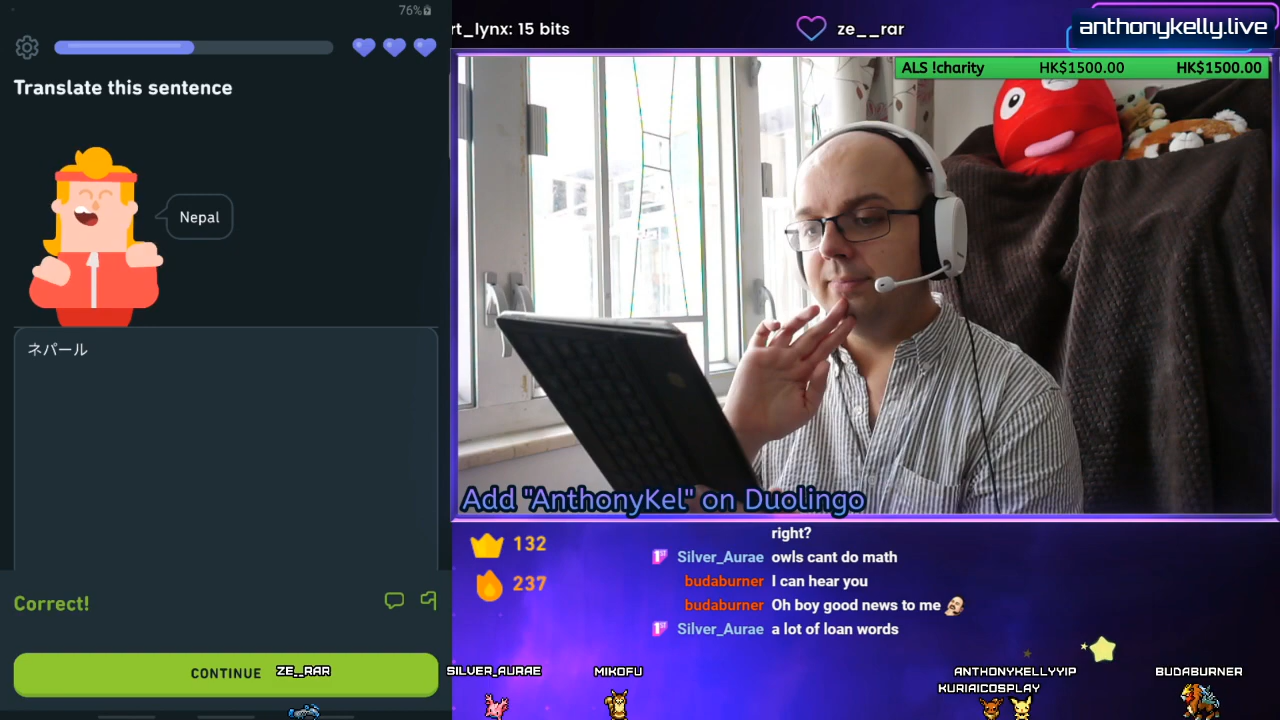 76%
Translate this sentence
Nepal
ネパール
Correct!
CONTINUE
ZE__RAR
rt_lynx: 15 bits
ze__rar
anthonykelly.live
ALS !charity HK$1500.00 HK$1500.00
Add "AnthonyKel" on Duolingo
132
237
right?
Silver_Aurae owls cant do math
budaburner I can hear you
budaburner Oh boy good news to me
Silver_Aurae a lot of loan words
SILVER_AURAE
MIKOFU
ANTHONYKELLYYIP
KURIAICOSPLAY
BUDABURNER